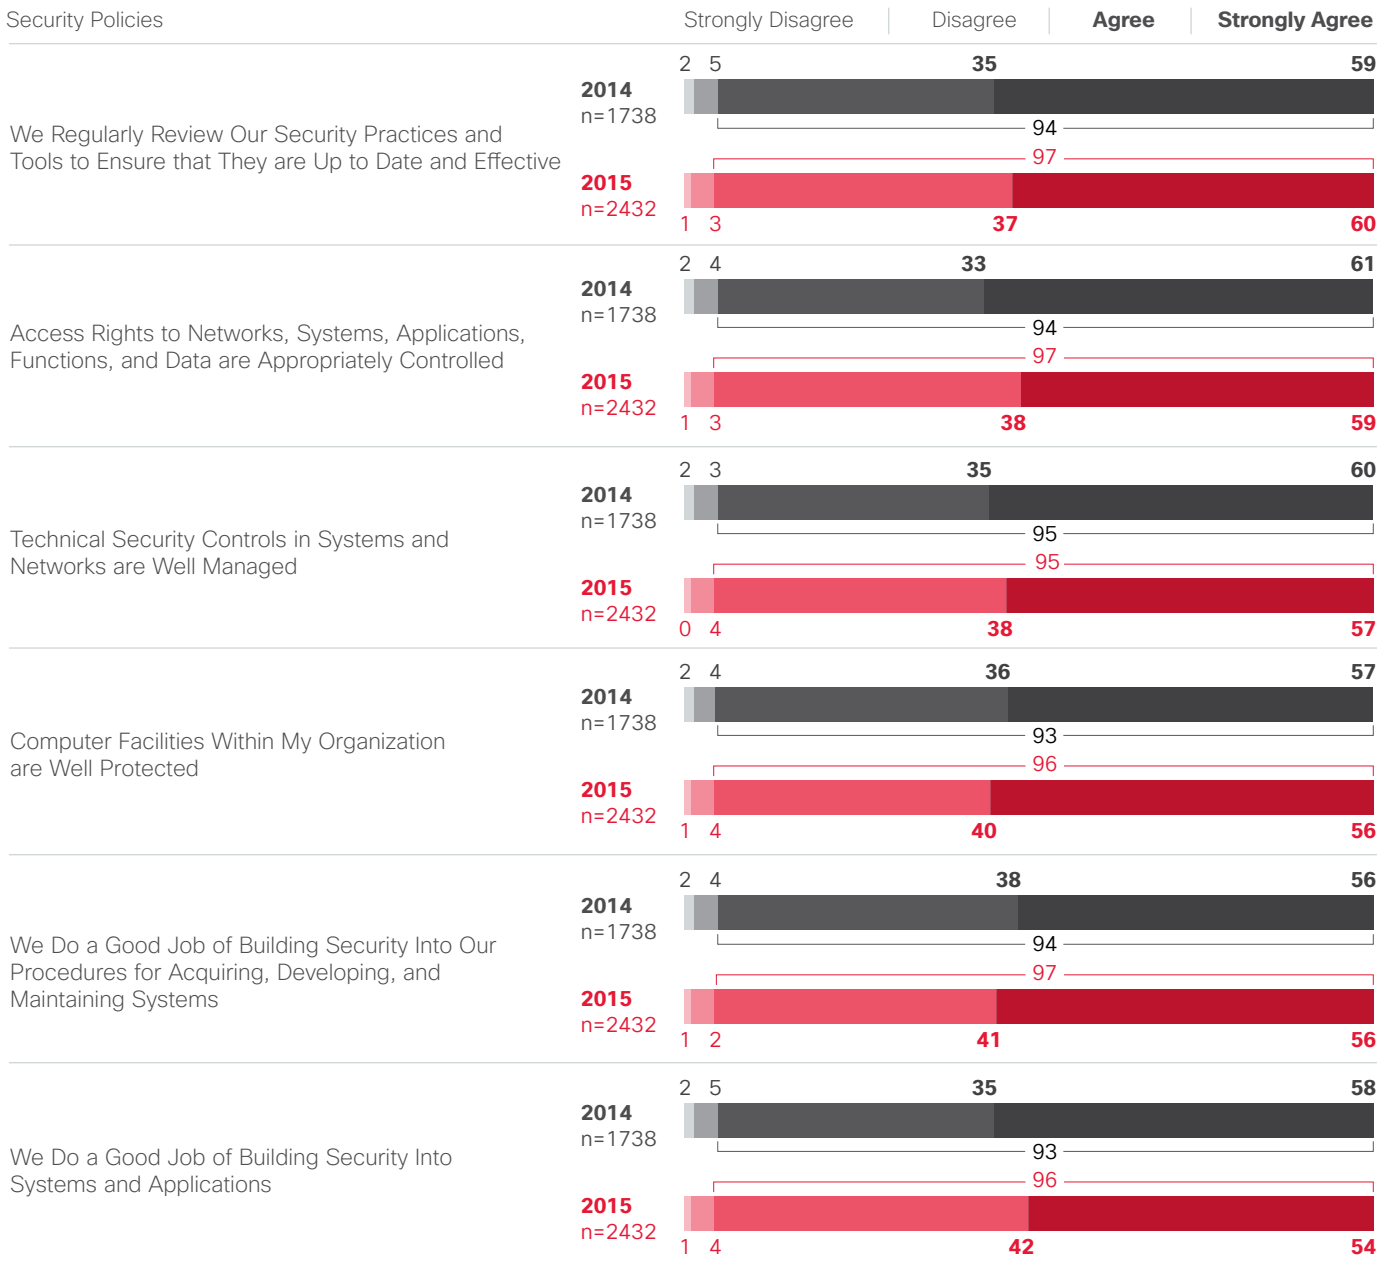 Security Policies
Strongly Disagree Disagree Agree Strongly Agree
We Regularly Review Our Security Practices and
Tools to Ensure that They are Up to Date and Effective
2014
n=1738
2 5 35 59
94
97
2015
n=2432
1 3 37 60
Access Rights to Networks, Systems, Applications,
Functions, and Data are Appropriately Controlled
2014
n=1738
2 4 33 61
94
97
2015
n=2432
1 3 38 59
Technical Security Controls in Systems and
Networks are Well Managed
2014
n=1738
2 3 35 60
95
95
2015
n=2432
0 4 38 57
Computer Facilities Within My Organization
are Well Protected
2014
n=1738
2 4 36 57
93
96
2015
n=2432
1 4 40 56
We Do a Good Job of Building Security Into Our
Procedures for Acquiring, Developing, and
Maintaining Systems
2014
n=1738
2 4 38 56
94
97
2015
n=2432
1 2 41 56
We Do a Good Job of Building Security Into
Systems and Applications
2014
n=1738
2 5 35 58
93
96
2015
n=2432
1 4 42 54